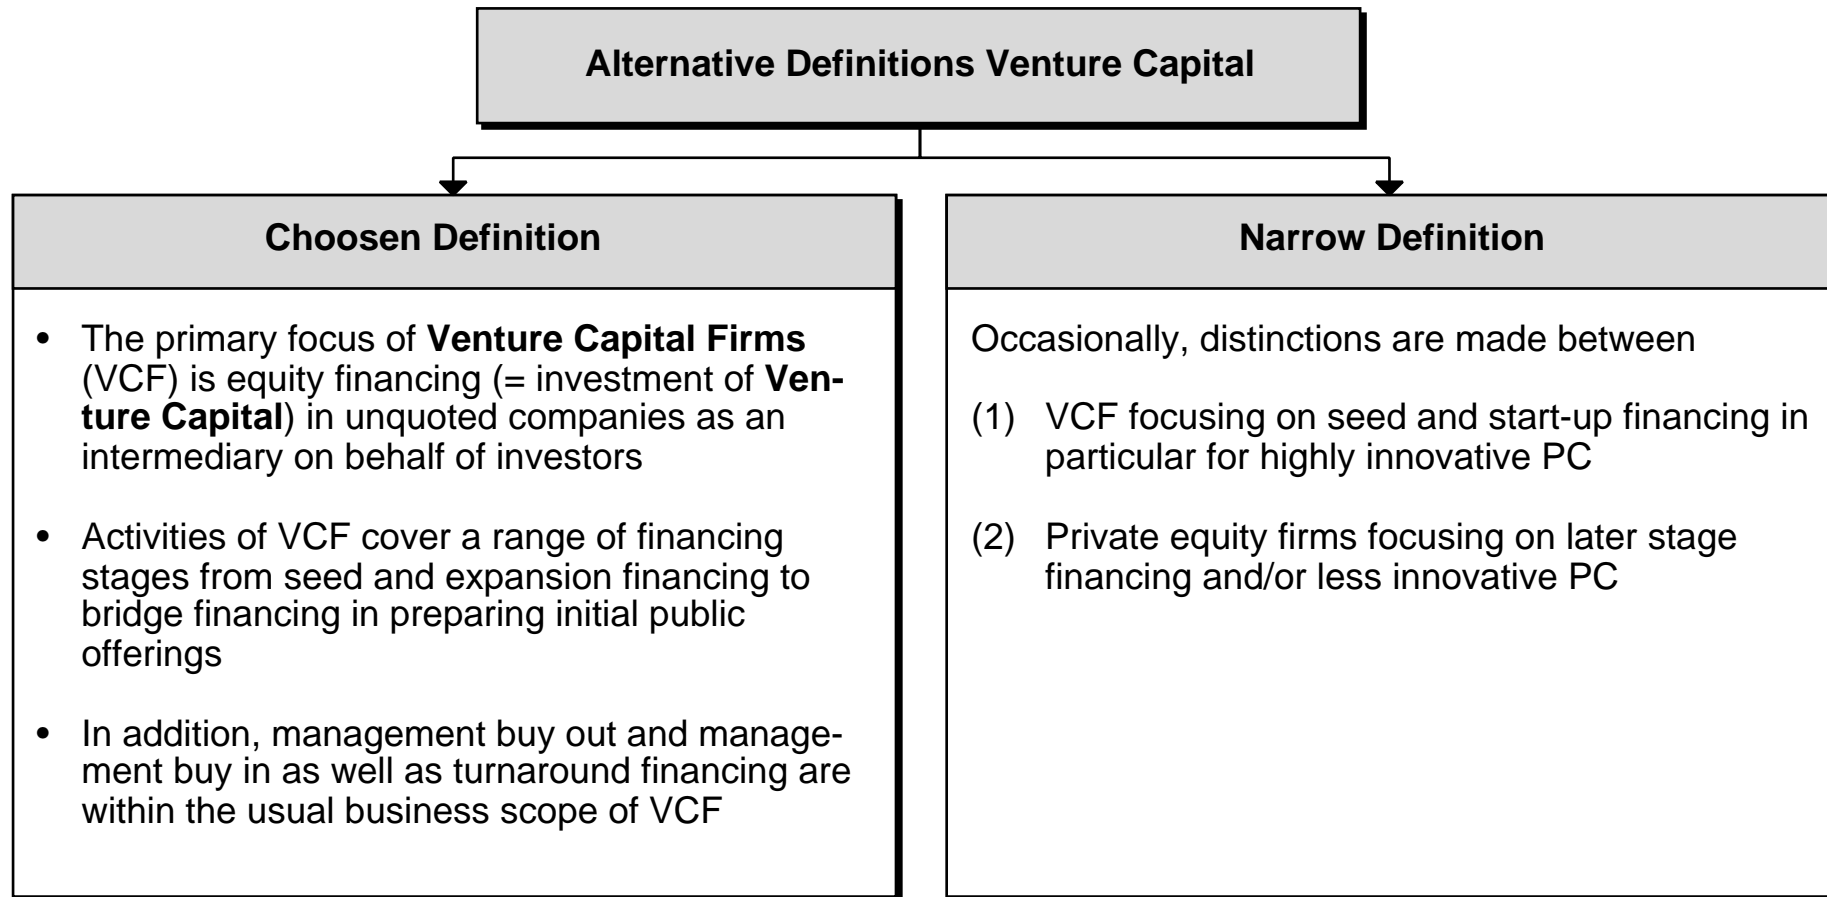 Alternative Definitions Venture Capital
Choosen Definition
• The primary focus of Venture Capital Firms
(VCF) is equity financing (= investment of Ven-
ture Capital) in unquoted companies as an
intermediary on behalf of investors
• Activities of VCF cover a range of financing
stages from seed and expansion financing to
bridge financing in preparing initial public
offerings
• In addition, management buy out and manage-
ment buy in as well as turnaround financing are
within the usual business scope of VCF
Narrow Definition
Occasionally, distinctions are made between
(1) VCF focusing on seed and start-up financing in
particular for highly innovative PC
(2) Private equity firms focusing on later stage
financing and/or less innovative PC